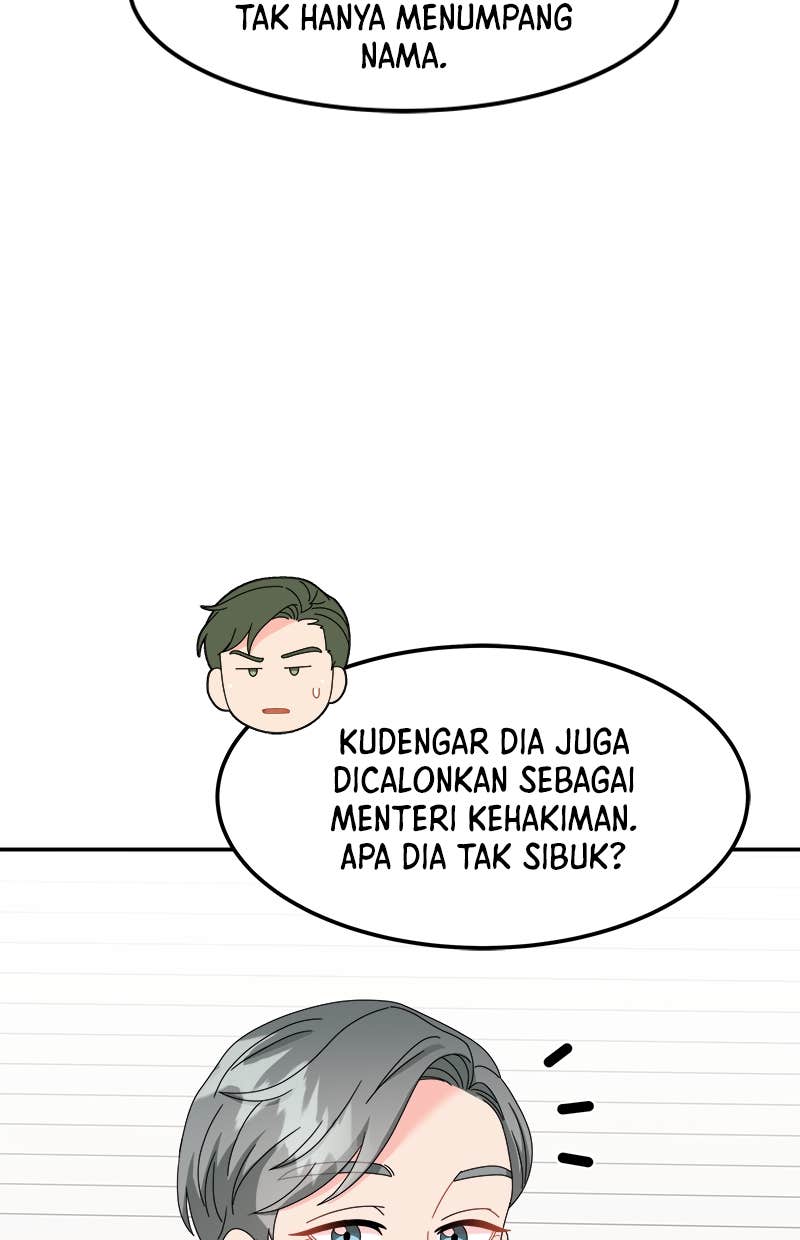 TAK HANYA MENUMPANG
NAMA.
KUDENGAR DIA JUGA
DICALONKAN SEBAGAI
MENTERI KEHAKIMAN.
APA DIA TAK SIBUK?